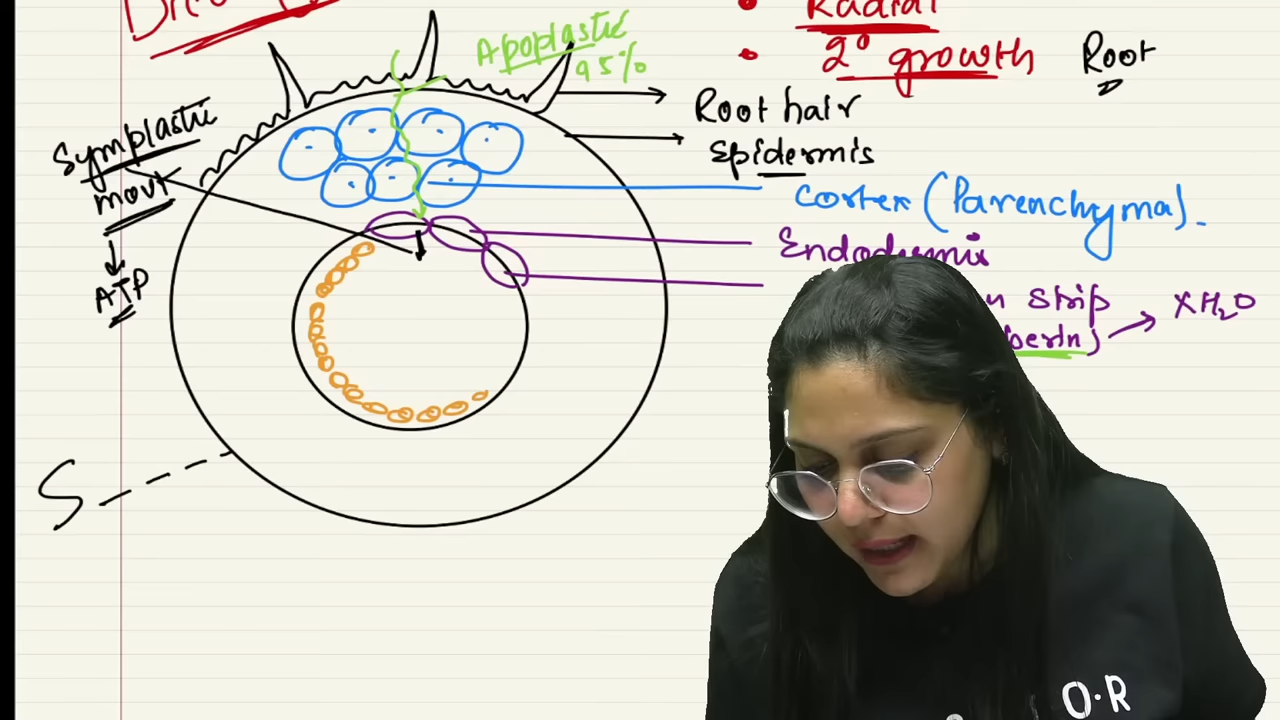 Radial
2° growth
Root
Apoplastic
95%
Root hair
Epidermis
Symplastic
movt
ATP
Cortex (Parenchyma).
Endodermis
strip
XH2O
S
O·R